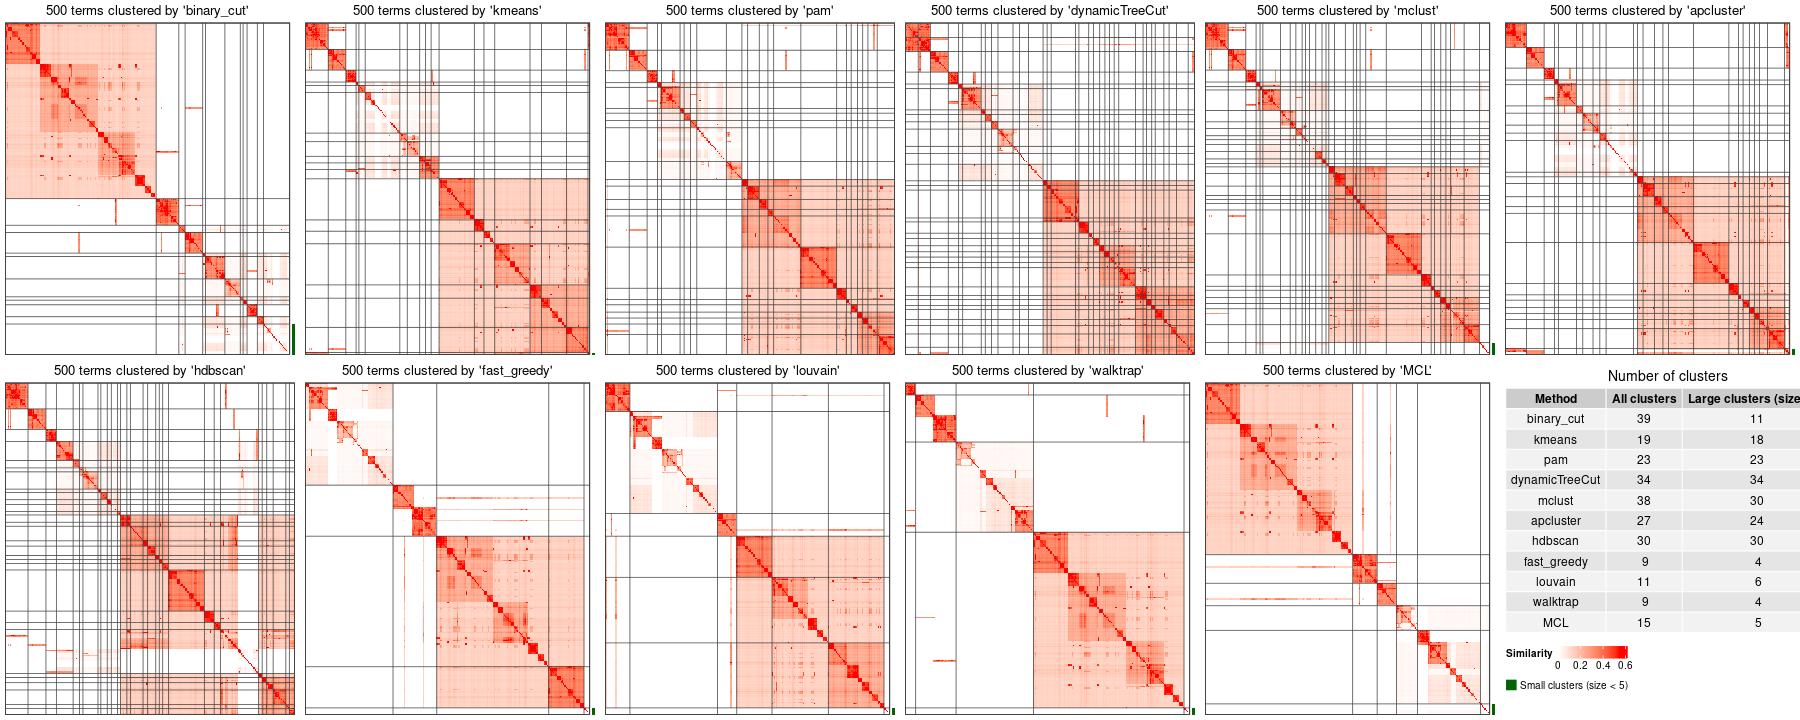 500 terms clustered by 'binary_cut'
500 terms clustered by 'kmeans'
500 terms clustered by 'pam'
500 terms clustered by 'dynamicTreeCut'
500 terms clustered by 'mclust'
500 terms clustered by 'apcluster'
500 terms clustered by 'hdbscan'
500 terms clustered by 'fast_greedy'
500 terms clustered by 'louvain'
500 terms clustered by 'walktrap'
500 terms clustered by 'MCL'
Number of clusters
Method All clusters Large clusters (size
binary_cut 39 11
kmeans 19 18
pam 23 23
dynamicTreeCut 34 34
mclust 38 30
apcluster 27 24
hdbscan 30 30
fast_greedy 9 4
louvain 11 6
walktrap 9 4
MCL 15 5
Similarity
0 0.2 0.4 0.6
Small clusters (size < 5)